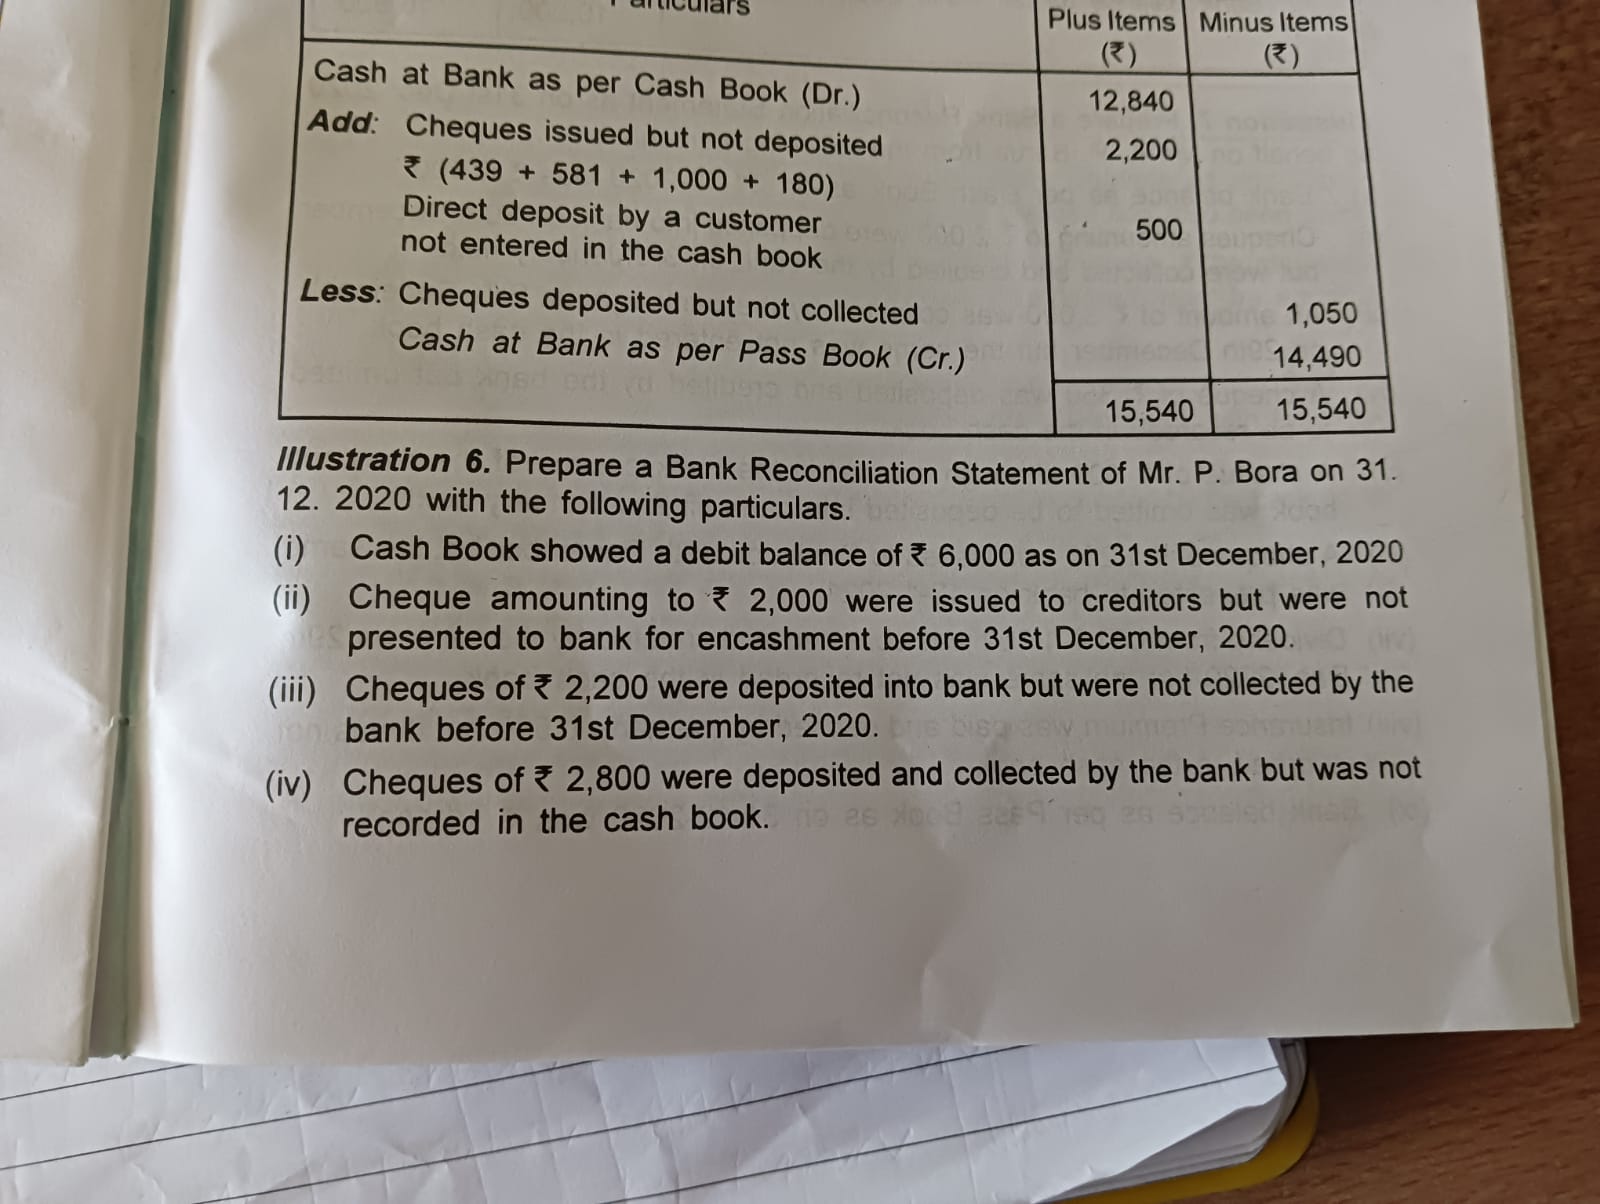 Particulars
Plus Items Minus Items
(₹) (₹)
Cash at Bank as per Cash Book (Dr.) 12,840
Add: Cheques issued but not deposited 2,200
₹ (439 + 581 + 1,000 + 180)
Direct deposit by a customer 500
not entered in the cash book
Less: Cheques deposited but not collected 1,050
Cash at Bank as per Pass Book (Cr.) 14,490
15,540 15,540
Illustration 6. Prepare a Bank Reconciliation Statement of Mr. P. Bora on 31.
12. 2020 with the following particulars.
(i) Cash Book showed a debit balance of ₹ 6,000 as on 31st December, 2020
(ii) Cheque amounting to ₹ 2,000 were issued to creditors but were not
presented to bank for encashment before 31st December, 2020.
(iii) Cheques of ₹ 2,200 were deposited into bank but were not collected by the
bank before 31st December, 2020.
(iv) Cheques of ₹ 2,800 were deposited and collected by the bank but was not
recorded in the cash book.